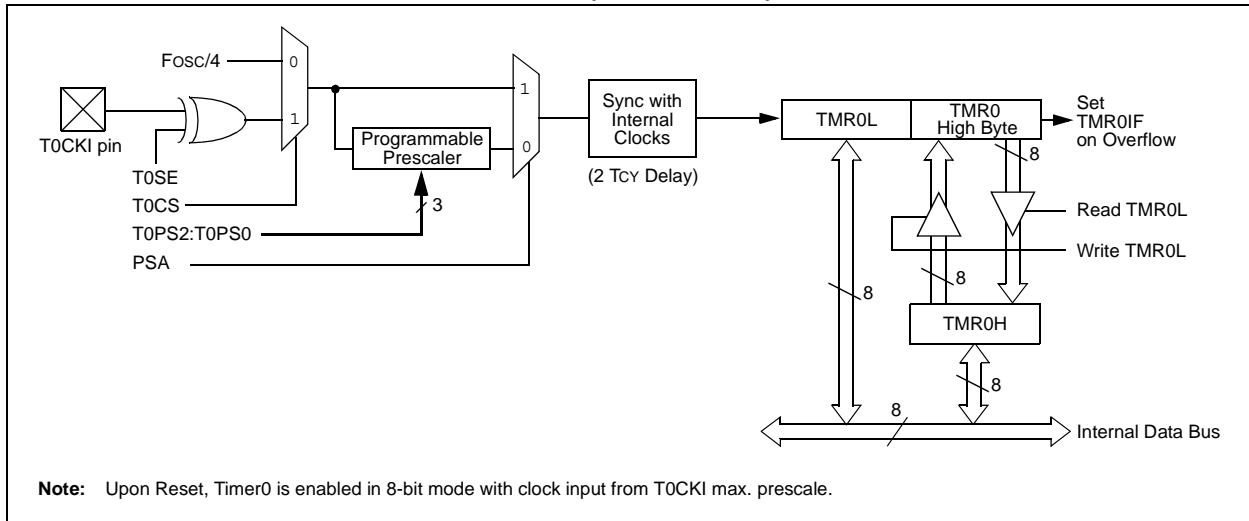 FOSC/4
0
1
T0CKI pin
T0SE
T0CS
T0PS2:T0PS0
PSA
Programmable
Prescaler
3
1
0
Sync with
Internal
Clocks
(2 TCY Delay)
TMR0L
TMR0
High Byte
Set
TMR0IF
on Overflow
8
Read TMR0L
Write TMR0L
8
8
TMR0H
8
8
Internal Data Bus
Note: Upon Reset, Timer0 is enabled in 8-bit mode with clock input from T0CKI max. prescale.